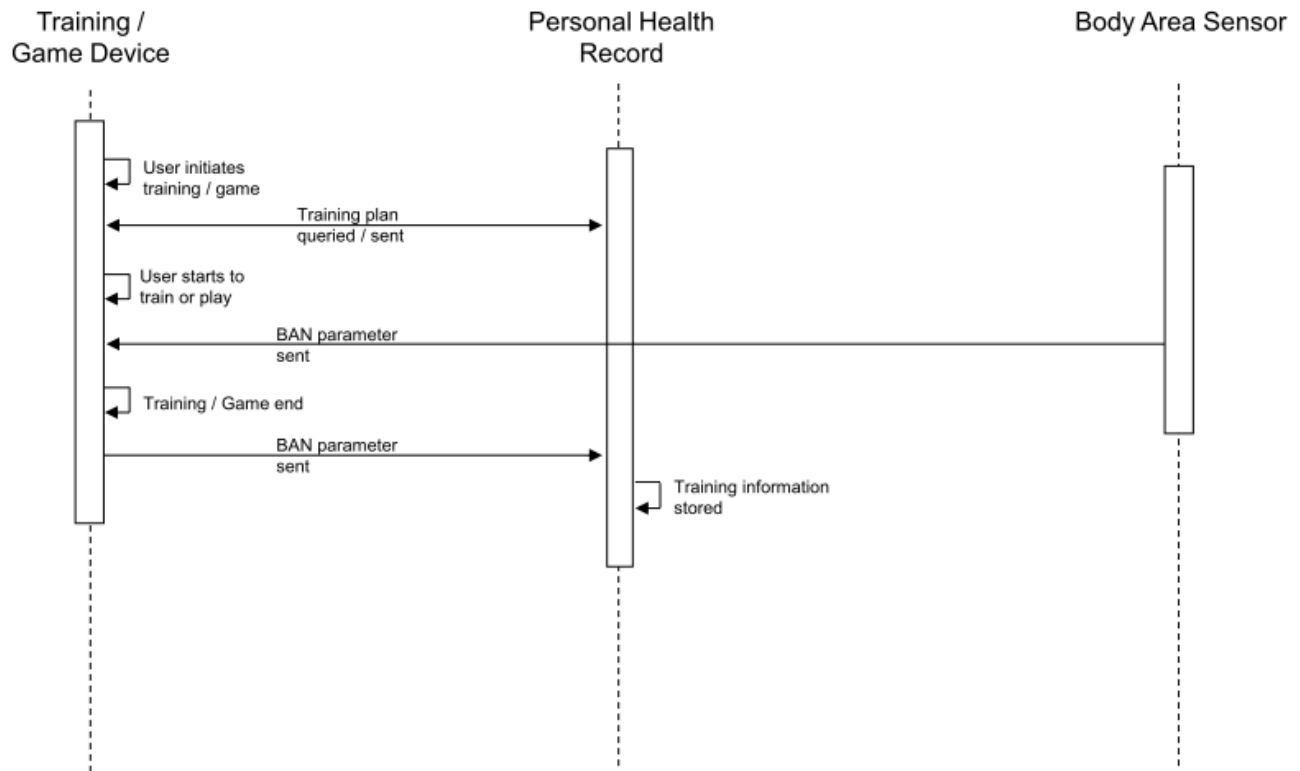 Training /
Game Device
Personal Health
Record
Body Area Sensor
User initiates
training / game
Training plan
queried / sent
User starts to
train or play
BAN parameter
sent
Training / Game end
BAN parameter
sent
Training information
stored